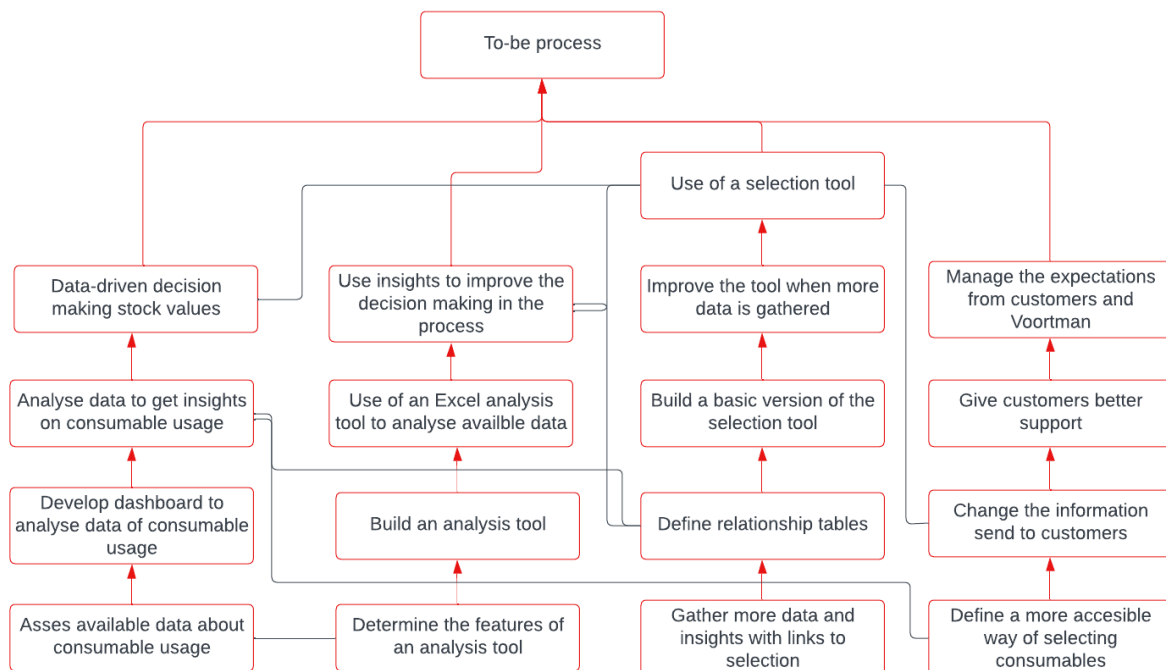 To-be process
Use of a selection tool
Data-driven decision
making stock values
Use insights to improve the
decision making in the
process
Improve the tool when more
data is gathered
Manage the expectations
from customers and
Voortman
Analyse data to get insights
on consumable usage
Use of an Excel analysis
tool to analyse availble data
Build a basic version of the
selection tool
Give customers better
support
Develop dashboard to
analyse data of consumable
usage
Build an analysis tool
Define relationship tables
Change the information
send to customers
Asses available data about
consumable usage
Determine the features of
an analysis tool
Gather more data and
insights with links to
selection
Define a more accesible
way of selecting
consumables